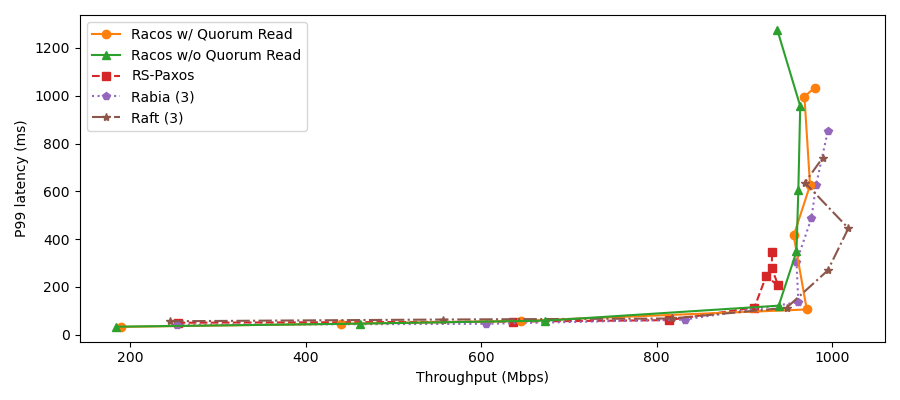 Racos w/ Quorum Read
Racos w/o Quorum Read
RS-Paxos
Rabia (3)
Raft (3)
P99 latency (ms)
1200
1000
800
600
400
200
0
200
400
600
800
1000
Throughput (Mbps)